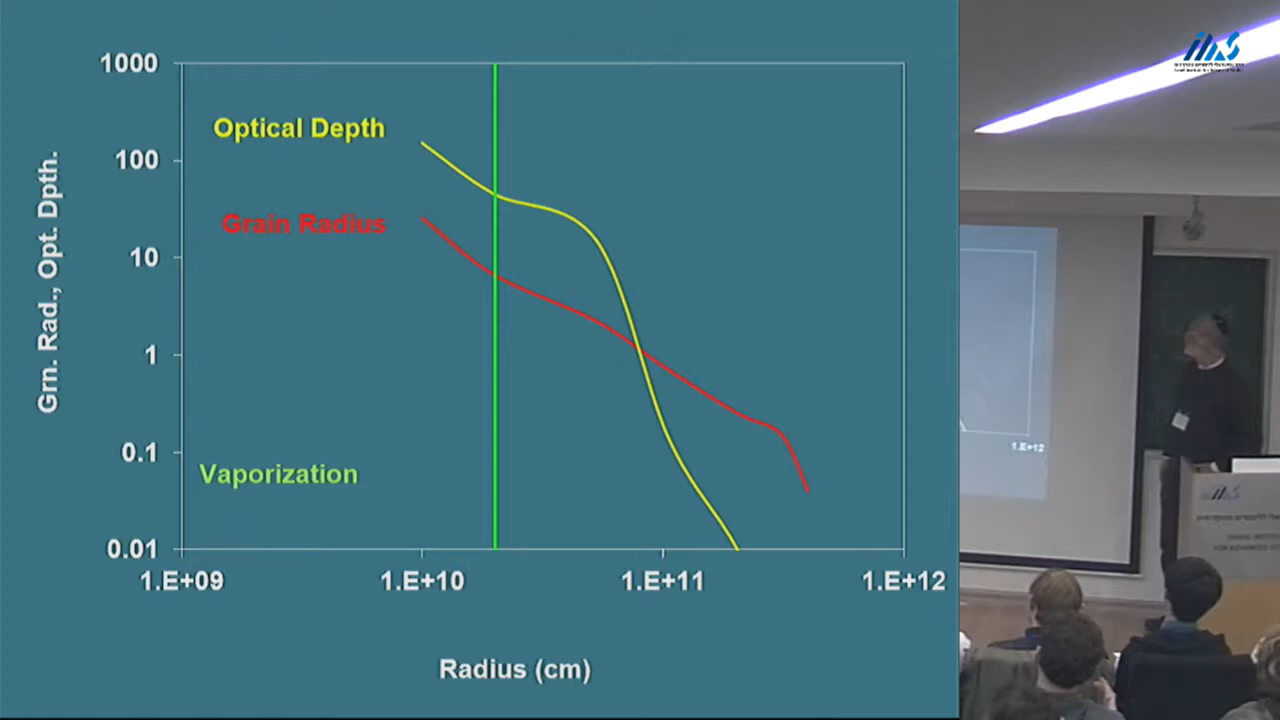 1000
100
10
1
0.1
0.01
Grn. Rad., Opt. Dpth.
Optical Depth
Grain Radius
Vaporization
1.E+09
1.E+10
1.E+11
1.E+12
Radius (cm)
1.E+12